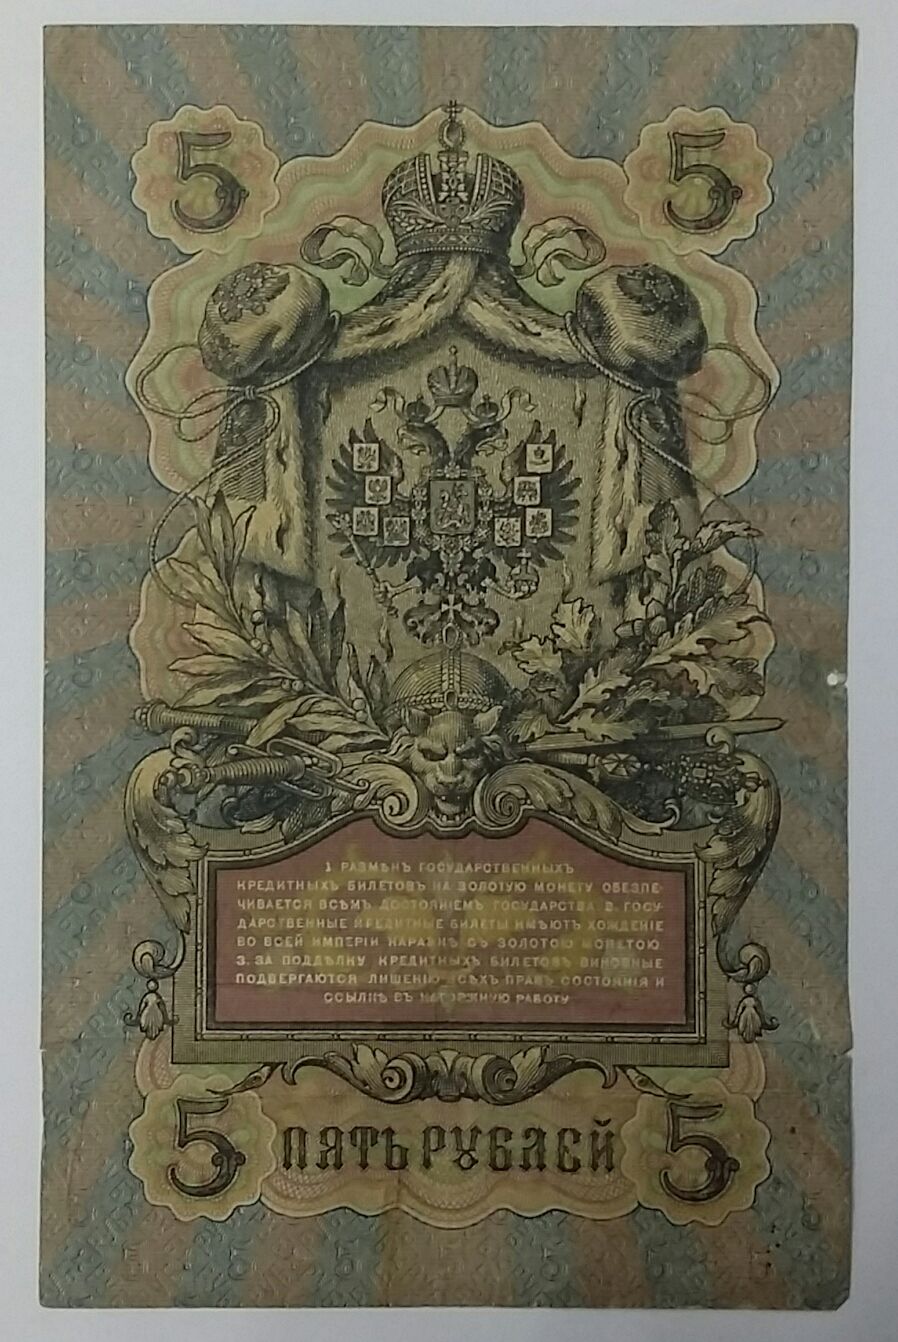 5 5
1 РАЗМѢНЪ ГОСУДАРСТВЕННЫХЪ
КРЕДИТНЫХЪ БИЛЕТОВЪ НА ЗОЛОТУЮ МОНЕТУ ОБЕЗПЕ-
ЧИВАЕТСЯ ВСѢМЪ ДОСТОЯНІЕМЪ ГОСУДАРСТВА 2. ГОСУ-
ДАРСТВЕННЫЕ КРЕДИТНЫЕ БИЛЕТЫ ИМѢЮТЪ ХОЖДЕНІЕ
ВО ВСЕЙ ИМПЕРІИ НАРАВНѢ СЪ ЗОЛОТОЮ МОНЕТОЮ
3. ЗА ПОДДѢЛКУ КРЕДИТНЫХЪ БИЛЕТОВЪ ВИНОВНЫЕ
ПОДВЕРГАЮТСЯ ЛИШЕНІЮ ВСѢХЪ ПРАВЪ СОСТОЯНІЯ И
ССЫЛКѢ ВЪ КАТОРЖНУЮ РАБОТУ
5 ПЯТЬ РУБЛЕЙ 5